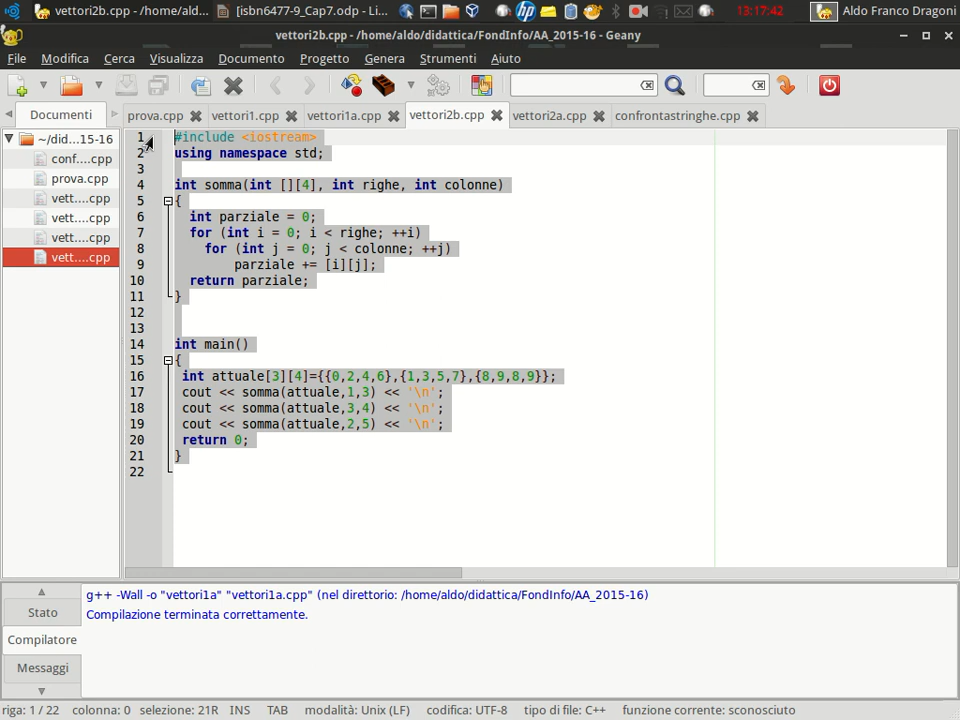 vettori2b.cpp - /home/ald... [isbn6477-9_Cap7.odp - Li... 13:17:42 Aldo Franco Dragoni
vettori2b.cpp - /home/aldo/didattica/FondInfo/AA_2015-16 - Geany
File Modifica Cerca Visualizza Documento Progetto Genera Strumenti Aiuto
Documenti prova.cpp vettori1.cpp vettori1a.cpp vettori2b.cpp vettori2a.cpp confrontastringhe.cpp
~/did...15-16
conf....cpp
prova.cpp
vett....cpp
vett....cpp
vett....cpp
vett....cpp
1 #include <iostream>
2 using namespace std;
3
4 int somma(int [][4], int righe, int colonne)
5 {
6 int parziale = 0;
7 for (int i = 0; i < righe; ++i)
8 for (int j = 0; j < colonne; ++j)
9 parziale += [i][j];
10 return parziale;
11 }
12
13
14 int main()
15 {
16 int attuale[3][4]={{0,2,4,6},{1,3,5,7},{8,9,8,9}};
17 cout << somma(attuale,1,3) << '\n';
18 cout << somma(attuale,3,4) << '\n';
19 cout << somma(attuale,2,5) << '\n';
20 return 0;
21 }
22
Stato
Compilatore
Messaggi
g++ -Wall -o "vettori1a" "vettori1a.cpp" (nel direttorio: /home/aldo/didattica/FondInfo/AA_2015-16)
Compilazione terminata correttamente.
riga: 1 / 22 colonna: 0 selezione: 21R INS TAB modalità: Unix (LF) codifica: UTF-8 tipo di file: C++ funzione corrente: sconosciuto